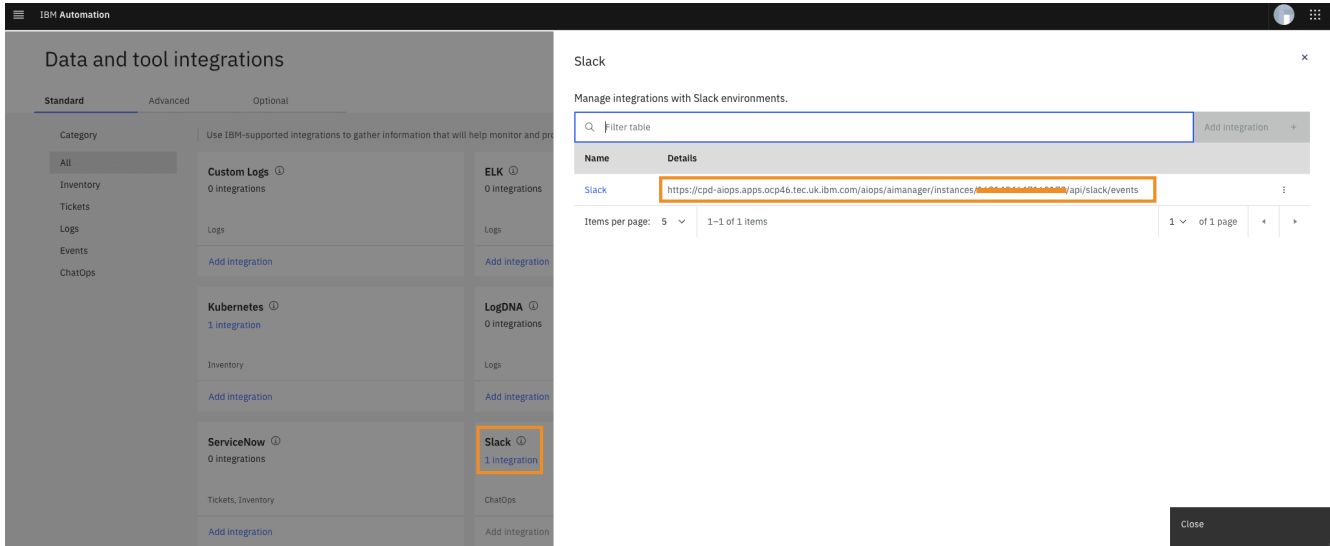 IBM Automation
Data and tool integrations
Standard Advanced Optional
Category
All
Inventory
Tickets
Logs
Events
ChatOps
Use IBM-supported integrations to gather information that will help monitor and pro
Custom Logs
0 integrations
Logs
Add integration
ELK
0 integrations
Logs
Add integration
Kubernetes
1 integration
Inventory
Add integration
LogDNA
0 integrations
Logs
Add integration
ServiceNow
0 integrations
Tickets, Inventory
Add integration
Slack
1 integration
ChatOps
Add integration
Slack
Manage integrations with Slack environments.
Filter table
Add Integration +
Name Details
Slack https://cpd-aiops.apps.ocp46.tec.uk.ibm.com/aiops/aimanager/instances/ /api/slack/events
Items per page: 5 1–1 of 1 items 1 of 1 page
Close